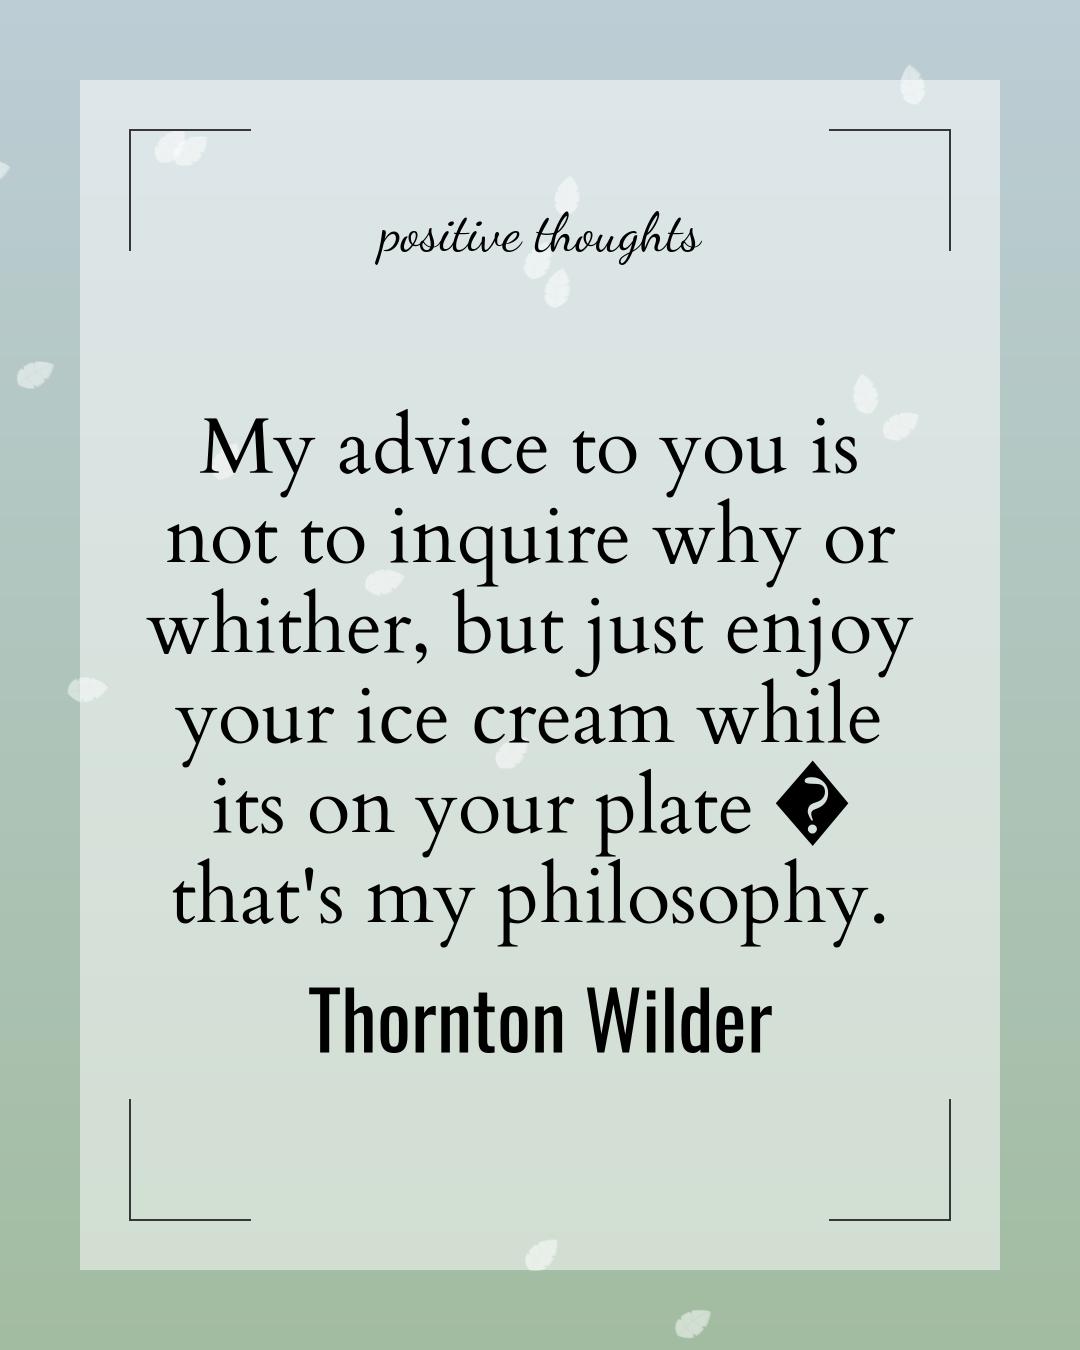 positive thoughts
My advice to you is
not to inquire why or
whither, but just enjoy
your ice cream while
its on your plate �
that's my philosophy.
Thornton Wilder